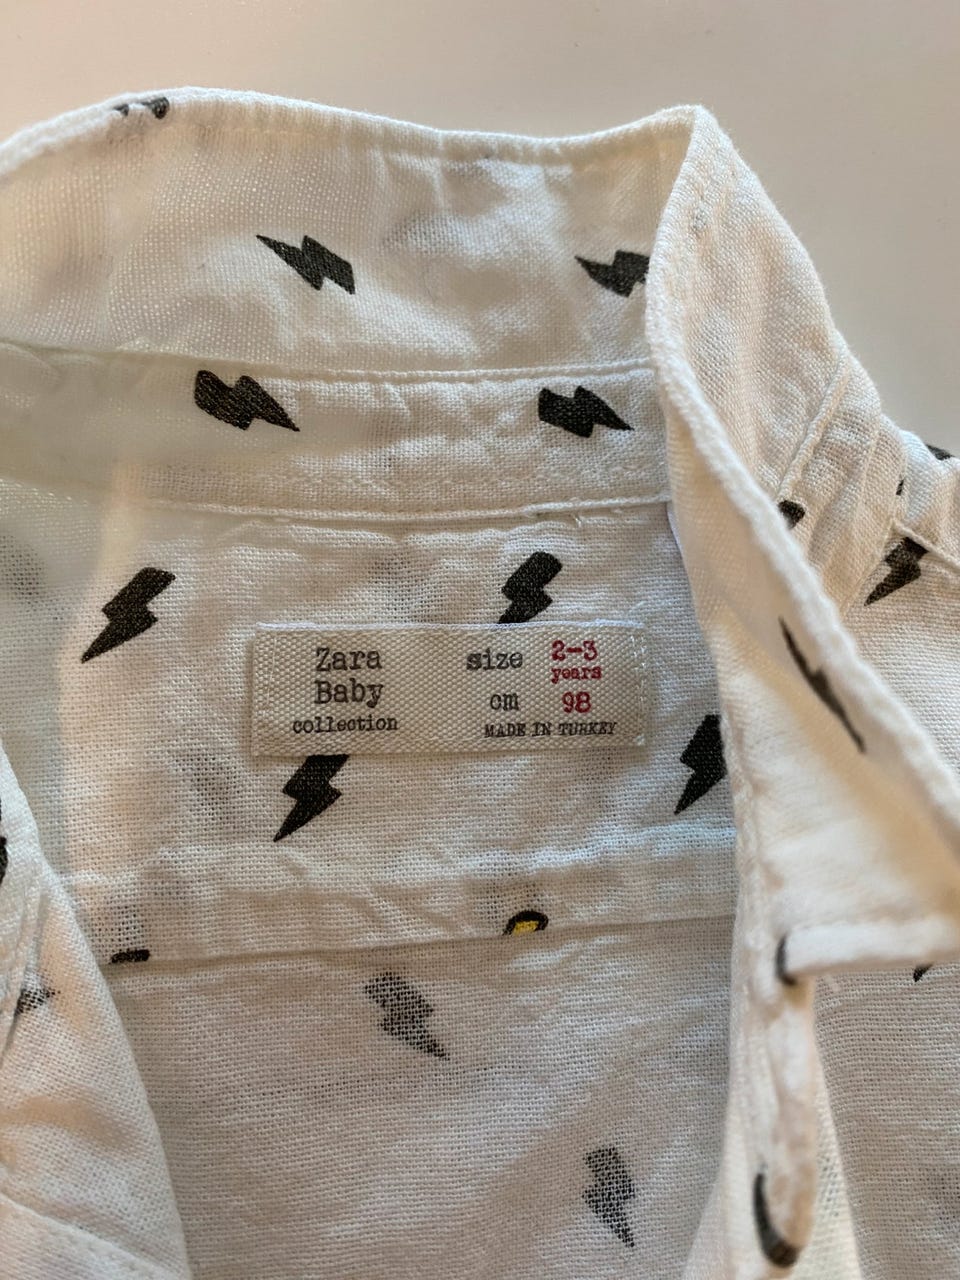 Zara
Baby
collection
size 2-3
years
cm 98
MADE IN TURKEY